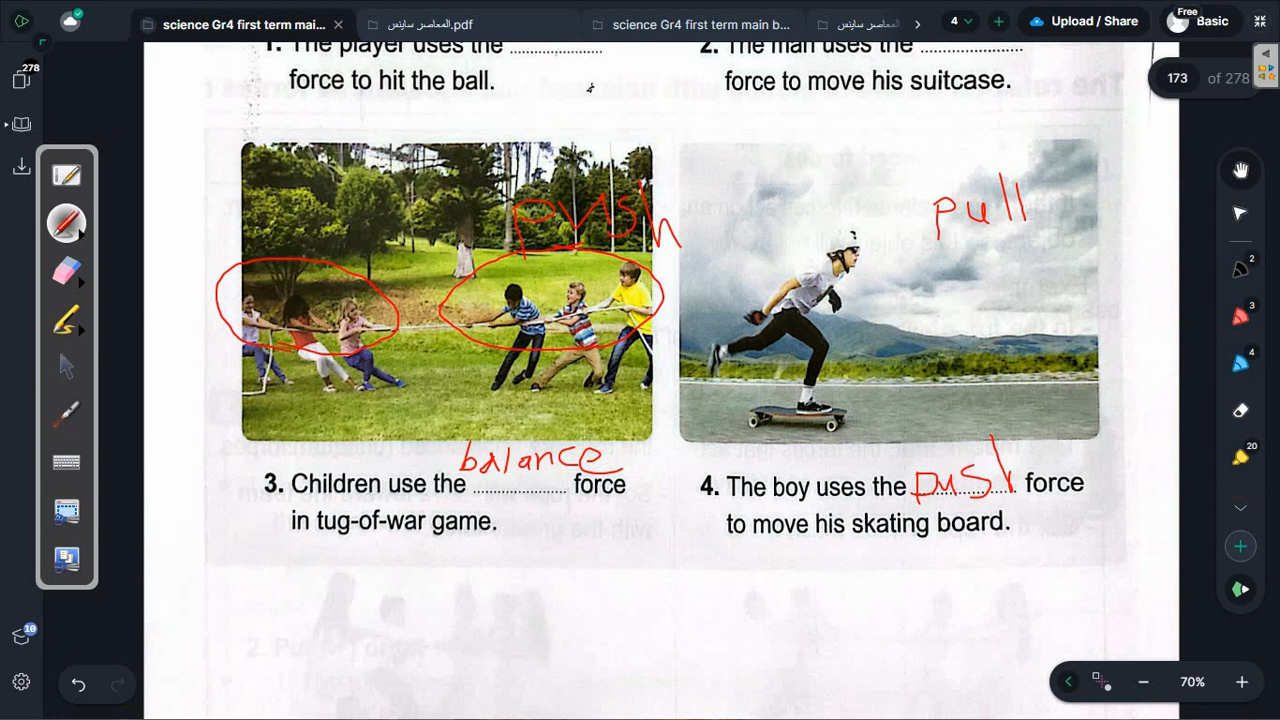 Free
science Gr4 first term mai...
المعاصر ساينس.pdf
science Gr4 first term main b...
المعاصر ساينس
4
Upload / Share
Basic
278
173 of 278
1. The player uses the
force to hit the ball.
2. The man uses the
force to move his suitcase.
push
pull
balance
3. Children use the force
in tug-of-war game.
4. The boy uses the push force
to move his skating board.
2
3
4
20
10
70%